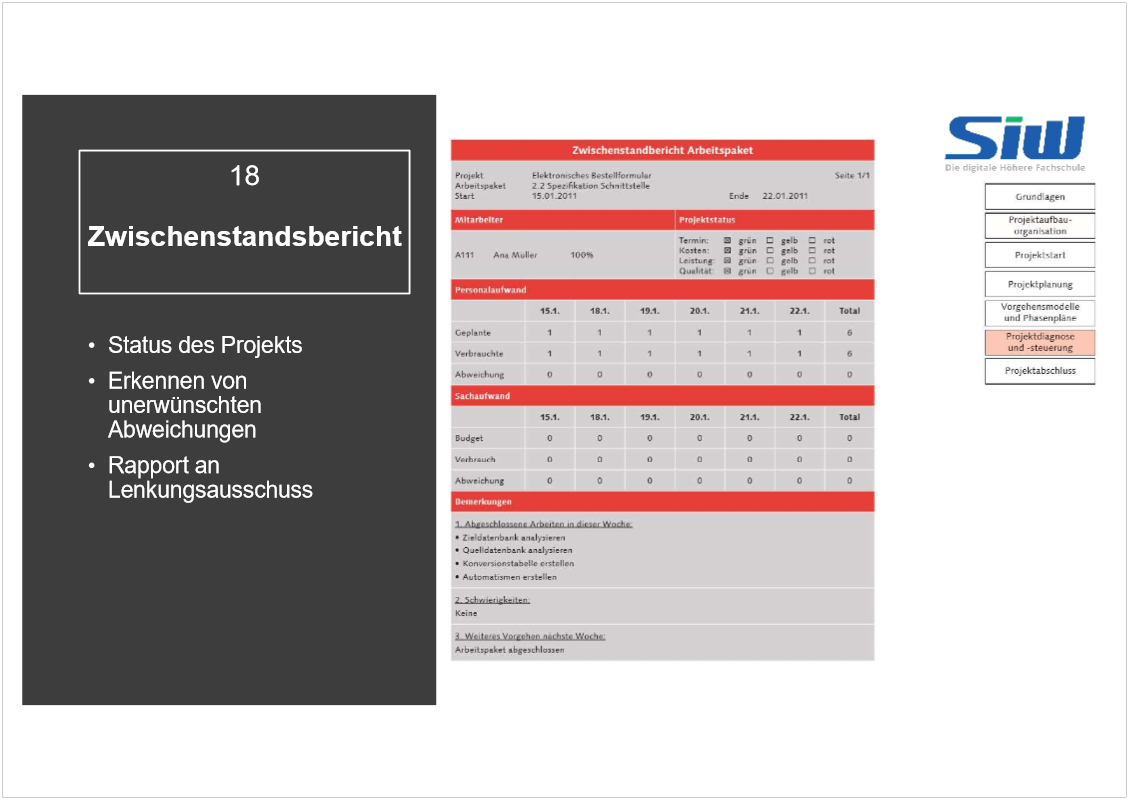 18
Zwischenstandsbericht
• Status des Projekts
• Erkennen von
unerwünschten
Abweichungen
• Rapport an
Lenkungsausschuss
Zwischenstandbericht Arbeitspaket
Projekt Elektronisches Bestellformular Seite 1/1
Arbeitspaket 2.2 Spezifikation Schnittstelle
Start 15.01.2011 Ende 22.01.2011
Mitarbeiter Projektstatus
A111 Ana Müller 100%
Termin: ☒ grün ☐ gelb ☐ rot
Kosten: ☒ grün ☐ gelb ☐ rot
Leistung: ☒ grün ☐ gelb ☐ rot
Qualität: ☒ grün ☐ gelb ☐ rot
Personalaufwand
15.1. 18.1. 19.1. 20.1. 21.1. 22.1. Total
Geplante 1 1 1 1 1 1 6
Verbrauchte 1 1 1 1 1 1 6
Abweichung 0 0 0 0 0 0 0
Sachaufwand
15.1. 18.1. 19.1. 20.1. 21.1. 22.1. Total
Budget 0 0 0 0 0 0 0
Verbrauch 0 0 0 0 0 0 0
Abweichung 0 0 0 0 0 0 0
Bemerkungen
1. Abgeschlossene Arbeiten in dieser Woche:
• Zieldatenbank analysieren
• Quelldatenbank analysieren
• Konversionstabelle erstellen
• Automatismen erstellen
2. Schwierigkeiten:
Keine
3. Weiteres Vorgehen nächste Woche:
Arbeitspaket abgeschlossen
Siw
Die digitale Höhere Fachschule
Grundlagen
Projektaufbau-
organisation
Projektstart
Projektplanung
Vorgehensmodelle
und Phasenpläne
Projektdiagnose
und -steuerung
Projektabschluss